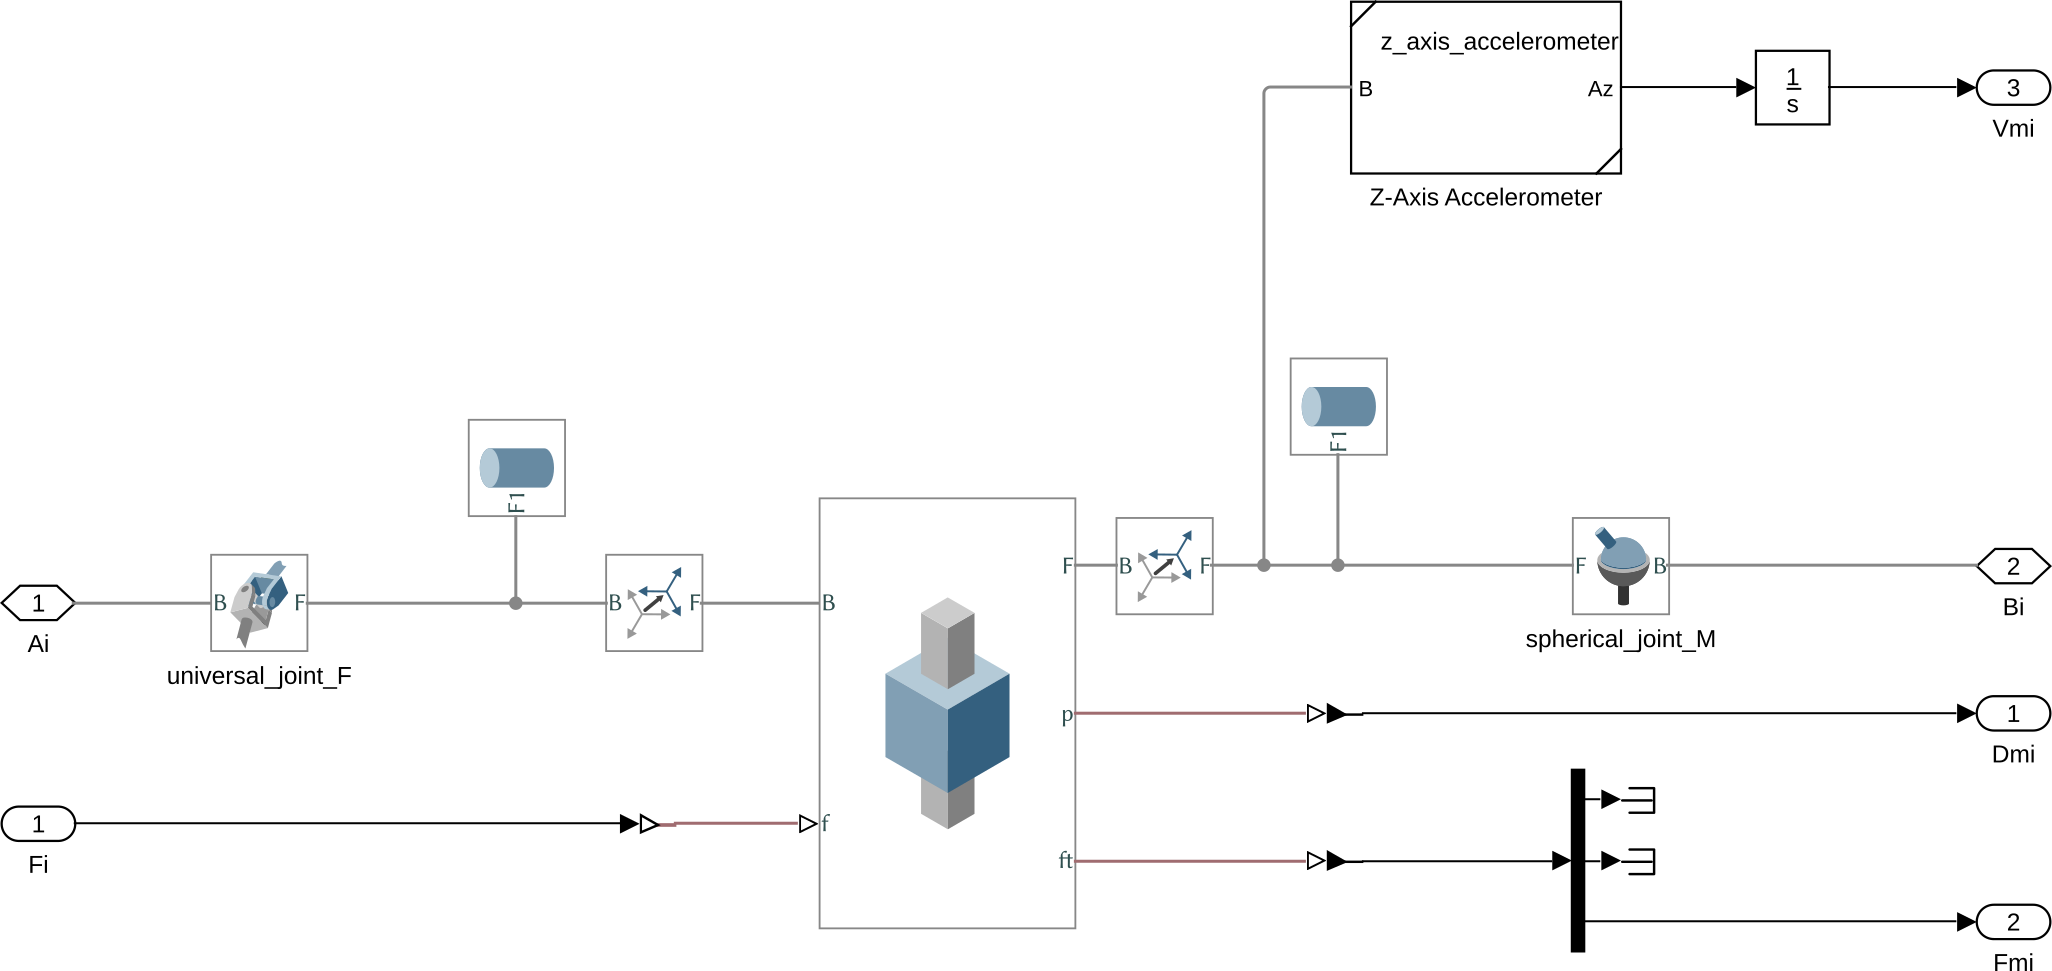 z_axis_accelerometer
B
Az
1
s
3
Vmi
Z-Axis Accelerometer
F1
F1
F
B
F
F
B
2
Bi
1
Ai
B
F
B
F
B
spherical_joint_M
universal_joint_F
p
1
Dmi
1
Fi
f
ft
2
Fmi